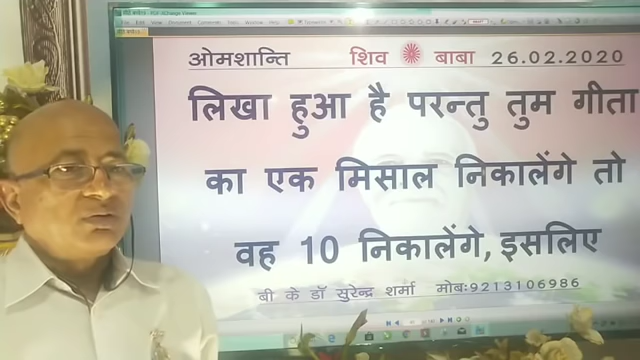 ओमशान्ति शिव बाबा 26.02.2020
लिखा हुआ है परन्तु तुम गीता
का एक मिसाल निकालेंगे तो
वह 10 निकालेंगे,इसलिए
बी के डॉ सुरेन्द्र शर्मा मोबः9213106986